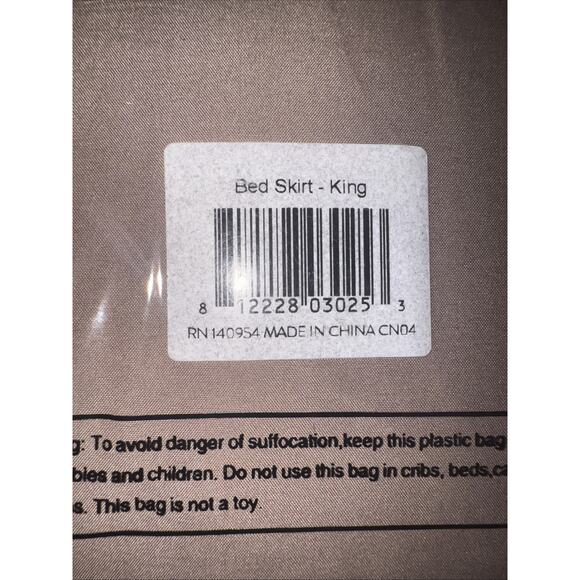 Bed Skirt - King
8 12228 03025 3
RN 140954 MADE IN CHINA CN04
g: To avoid danger of suffocation,keep this plastic bag
bies and children. Do not use this bag in cribs, beds,ca
s. This bag is not a toy.